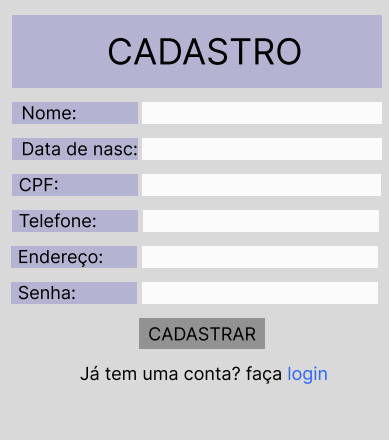 CADASTRO
Nome:
Data de nasc:
CPF:
Telefone:
Endereço:
Senha:
CADASTRAR
Já tem uma conta? faça login